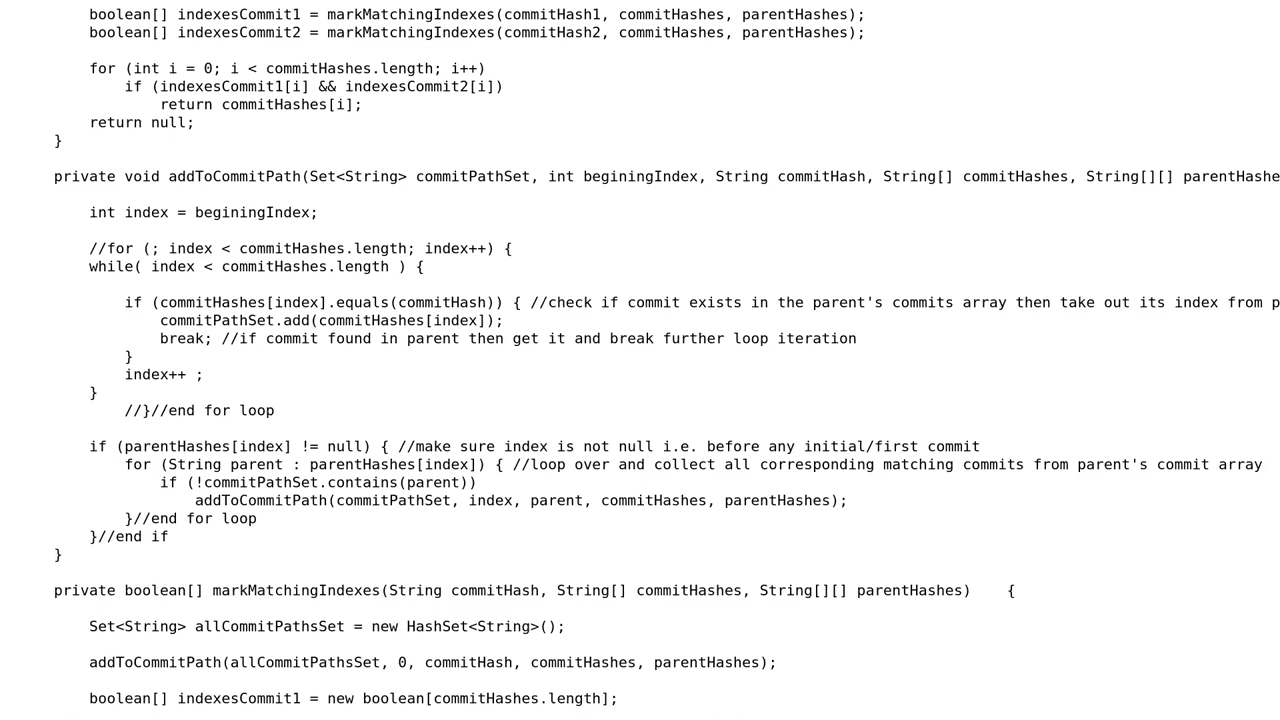 boolean[] indexesCommit1 = markMatchingIndexes(commitHash1, commitHashes, parentHashes);
boolean[] indexesCommit2 = markMatchingIndexes(commitHash2, commitHashes, parentHashes);
for (int i = 0; i < commitHashes.length; i++)
if (indexesCommit1[i] && indexesCommit2[i])
return commitHashes[i];
return null;
}
private void addToCommitPath(Set<String> commitPathSet, int beginingIndex, String commitHash, String[] commitHashes, String[][] parentHashe
int index = beginingIndex;
//for (; index < commitHashes.length; index++) {
while( index < commitHashes.length ) {
if (commitHashes[index].equals(commitHash)) { //check if commit exists in the parent's commits array then take out its index from p
commitPathSet.add(commitHashes[index]);
break; //if commit found in parent then get it and break further loop iteration
}
index++ ;
}
//}//end for loop
if (parentHashes[index] != null) { //make sure index is not null i.e. before any initial/first commit
for (String parent : parentHashes[index]) { //loop over and collect all corresponding matching commits from parent's commit array
if (!commitPathSet.contains(parent))
addToCommitPath(commitPathSet, index, parent, commitHashes, parentHashes);
}//end for loop
}//end if
}
private boolean[] markMatchingIndexes(String commitHash, String[] commitHashes, String[][] parentHashes)    {
Set<String> allCommitPathsSet = new HashSet<String>();
addToCommitPath(allCommitPathsSet, 0, commitHash, commitHashes, parentHashes);
boolean[] indexesCommit1 = new boolean[commitHashes.length];